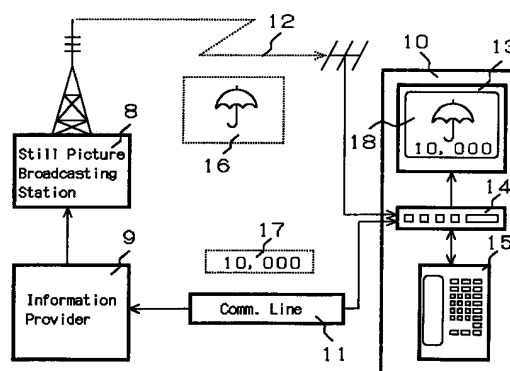 12
10
13
8
16
18
10,000
Still Picture
Broadcasting
Station
14
9
17
10,000
15
Information
Provider
Comm. Line
11